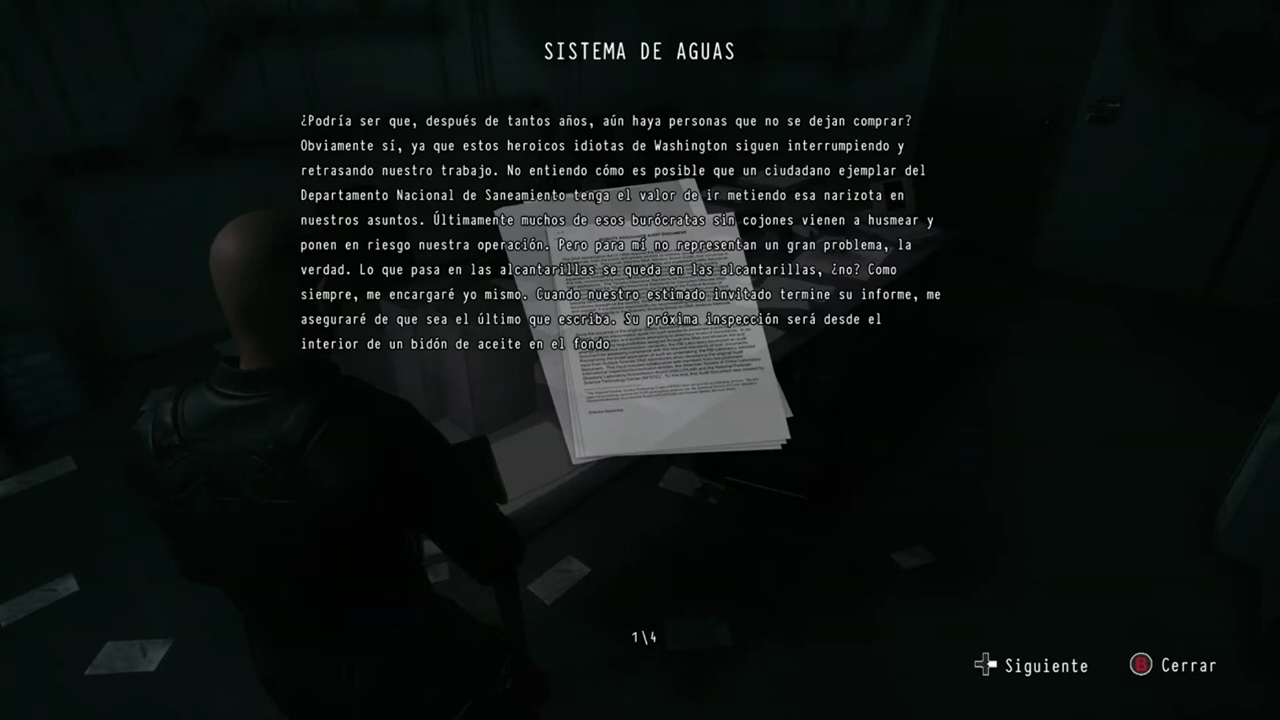 SISTEMA DE AGUAS
¿Podría ser que, después de tantos años, aún haya personas que no se dejan comprar?
Obviamente sí, ya que estos heroicos idiotas de Washington siguen interrumpiendo y
retrasando nuestro trabajo. No entiendo cómo es posible que un ciudadano ejemplar del
Departamento Nacional de Saneamiento tenga el valor de ir metiendo esa narizota en
nuestros asuntos. Últimamente muchos de esos burócratas sin cojones vienen a husmear y
ponen en riesgo nuestra operación. Pero para mí no representan un gran problema, la
verdad. Lo que pasa en las alcantarillas se queda en las alcantarillas, ¿no? Como
siempre, me encargaré yo mismo. Cuando nuestro estimado invitado termine su informe, me
aseguraré de que sea el último que escriba. Su próxima inspección será desde el
interior de un bidón de aceite en el fondo
1\4
Siguiente
B Cerrar